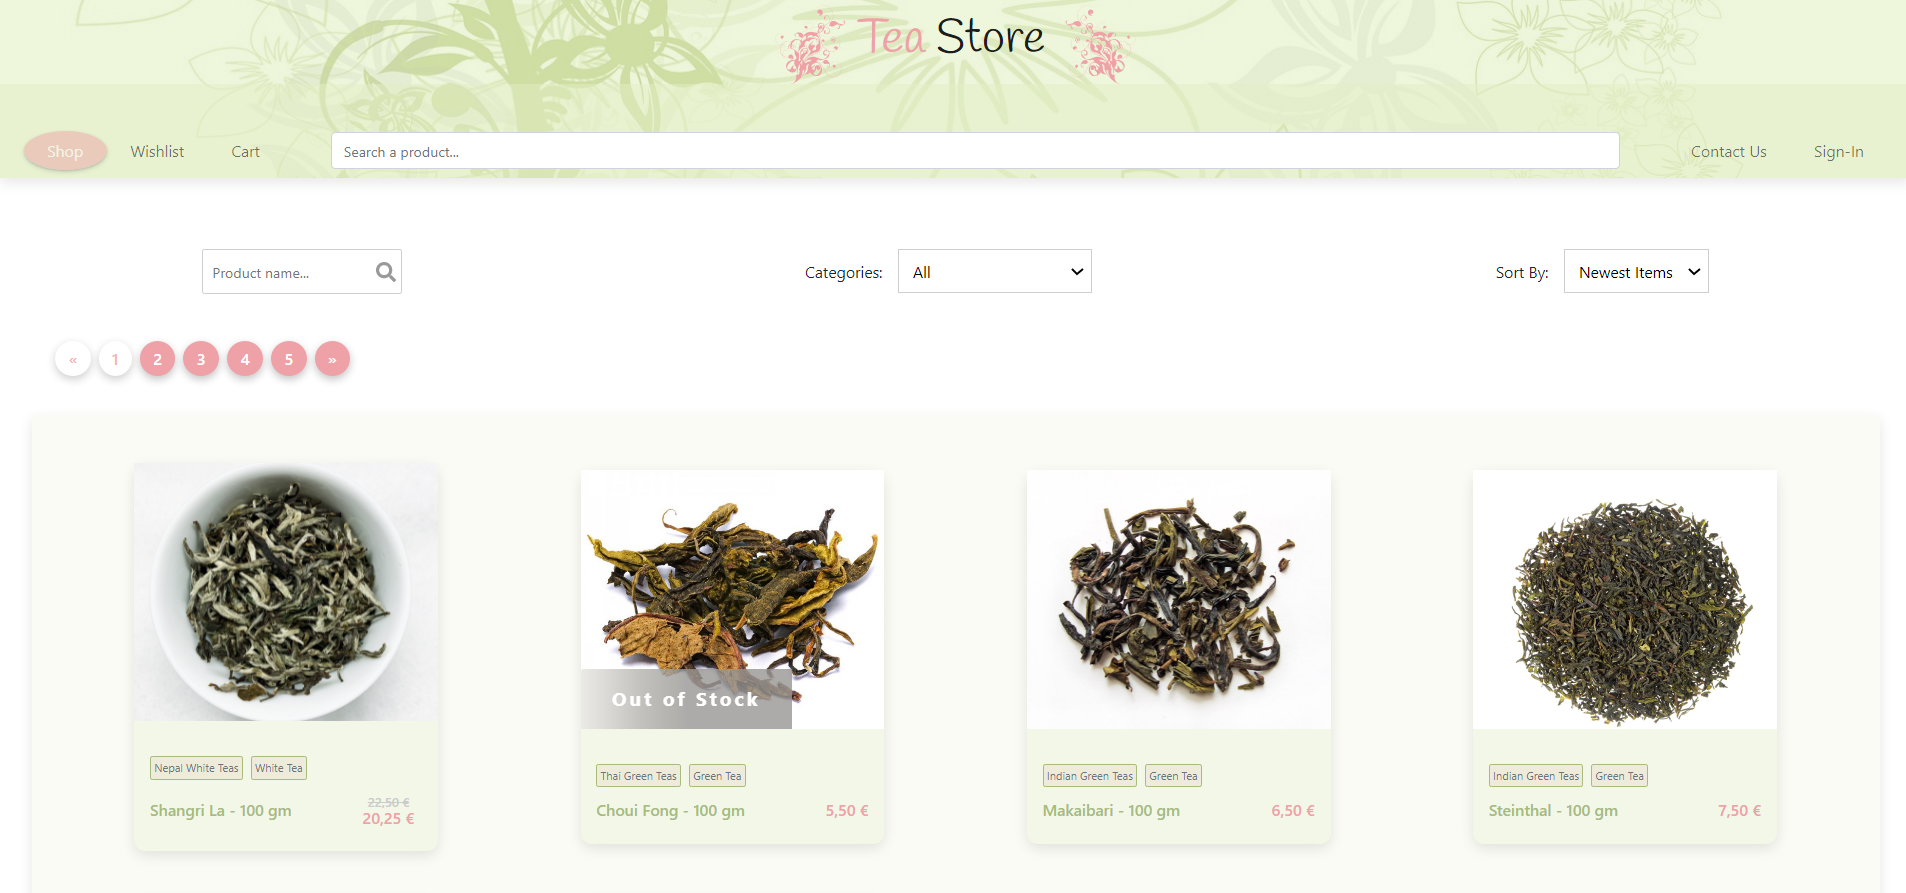 Tea Store
Shop Wishlist Cart Search a product... Contact Us Sign-In
Product name... Categories: All Sort By: Newest Items
« 1 2 3 4 5 »
Out of Stock
Nepal White Teas White Tea
Shangri La - 100 gm 22,50 € 20,25 €
Thai Green Teas Green Tea
Choui Fong - 100 gm 5,50 €
Indian Green Teas Green Tea
Makaibari - 100 gm 6,50 €
Indian Green Teas Green Tea
Steinthal - 100 gm 7,50 €